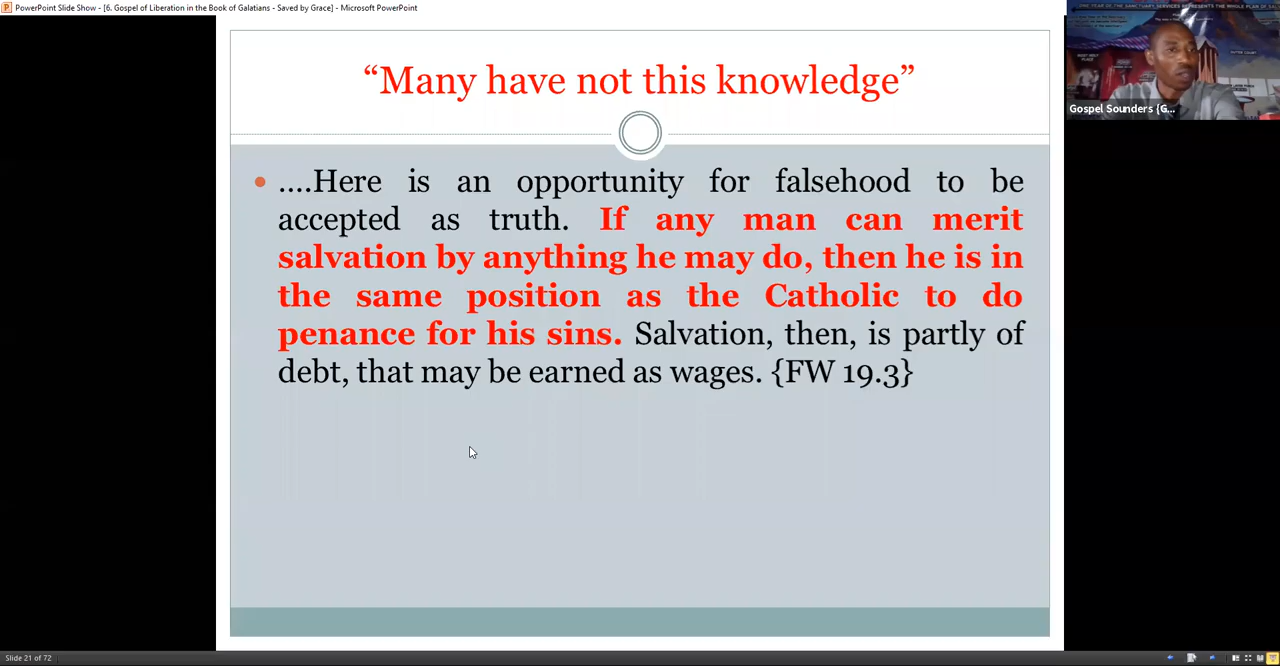 PowerPoint Slide Show - [6. Gospel of Liberation in the Book of Galatians - Saved by Grace] - Microsoft PowerPoint
“Many have not this knowledge”
….Here is an opportunity for falsehood to be
accepted as truth. If any man can merit
salvation by anything he may do, then he is in
the same position as the Catholic to do
penance for his sins. Salvation, then, is partly of
debt, that may be earned as wages. {FW 19.3}
Gospel Sounders {G...
Slide 21 of 72